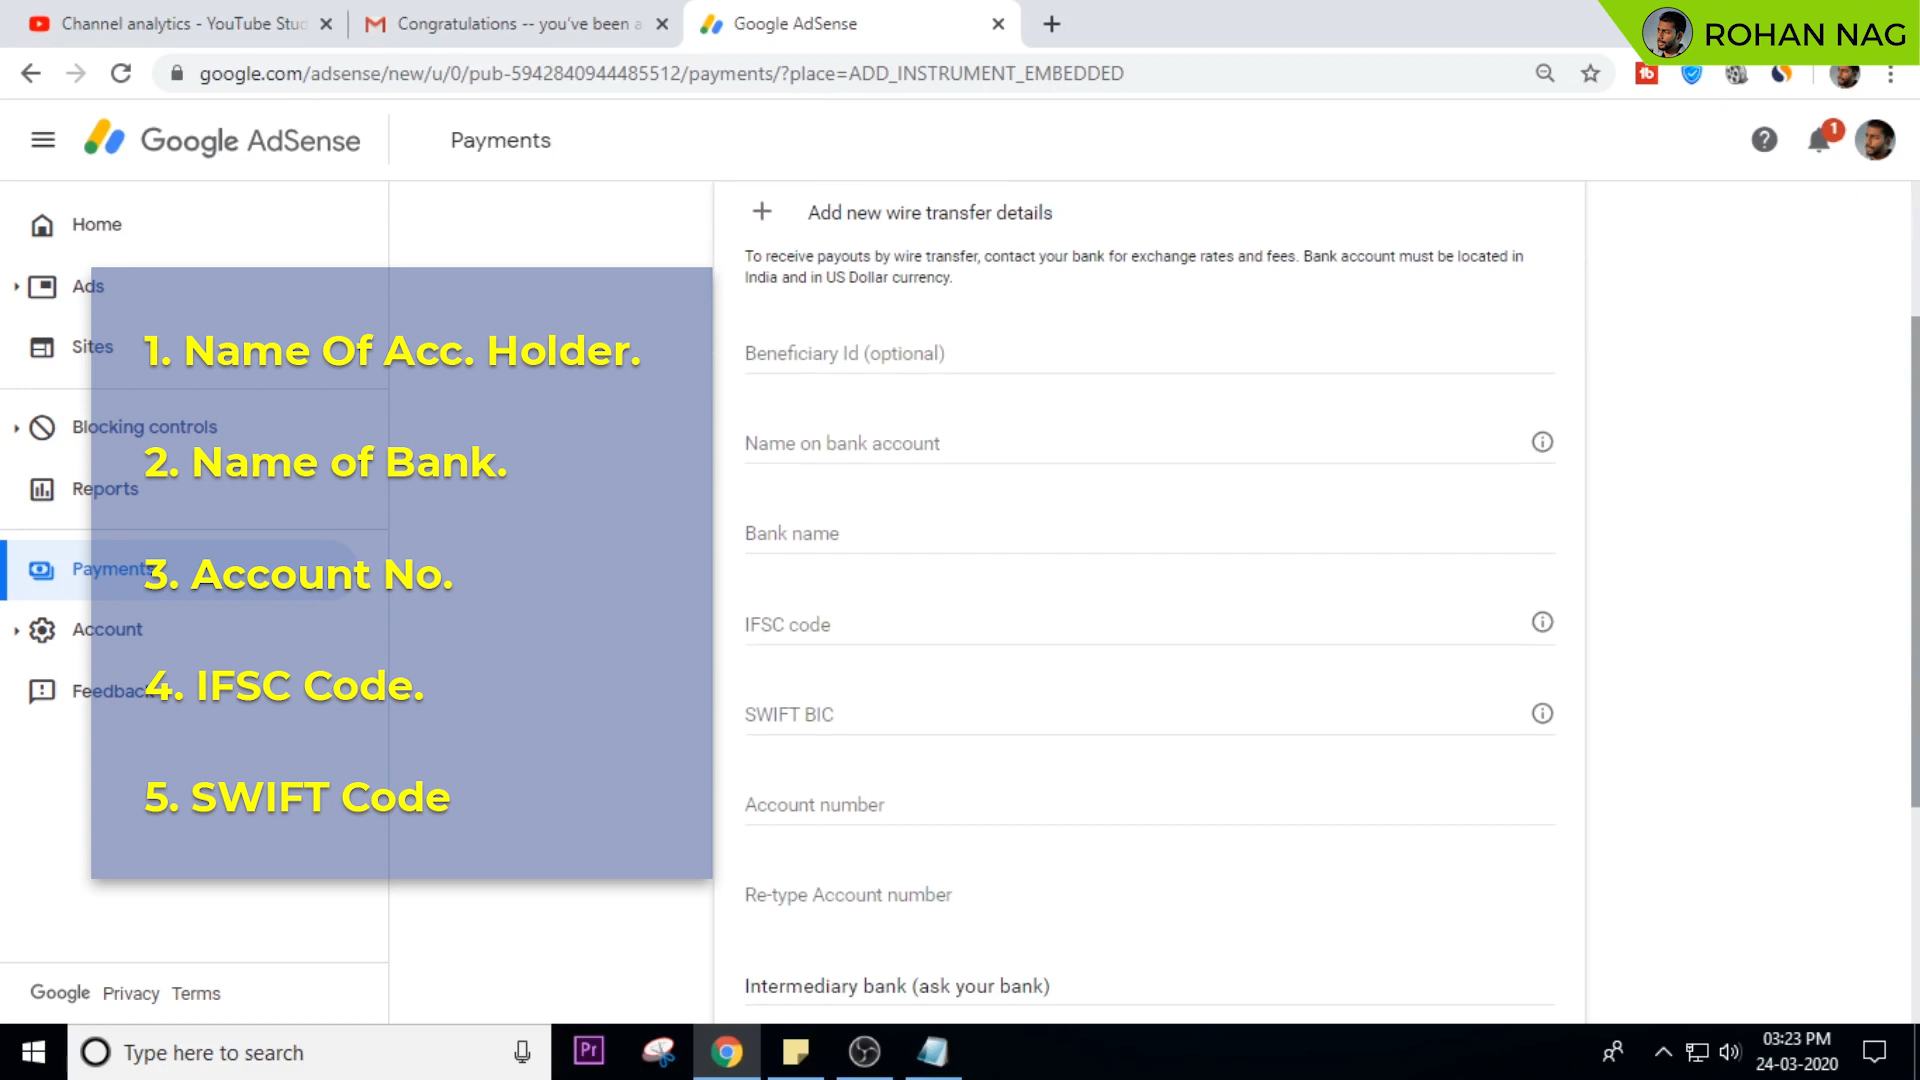 Channel analytics - YouTube Stud
Congratulations -- you've been a
Google AdSense
ROHAN NAG
google.com/adsense/new/u/0/pub-5942840944485512/payments/?place=ADD_INSTRUMENT_EMBEDDED
Google AdSense
Payments
1
Home
Ads
Sites
Blocking controls
Reports
Payments
Account
Feedback
1. Name Of Acc. Holder.
2. Name of Bank.
3. Account No.
4. IFSC Code.
5. SWIFT Code
Add new wire transfer details
To receive payouts by wire transfer, contact your bank for exchange rates and fees. Bank account must be located in
India and in US Dollar currency.
Beneficiary Id (optional)
Name on bank account
Bank name
IFSC code
SWIFT BIC
Account number
Re-type Account number
Intermediary bank (ask your bank)
Google Privacy Terms
Type here to search
Pr
03:23 PM
24-03-2020